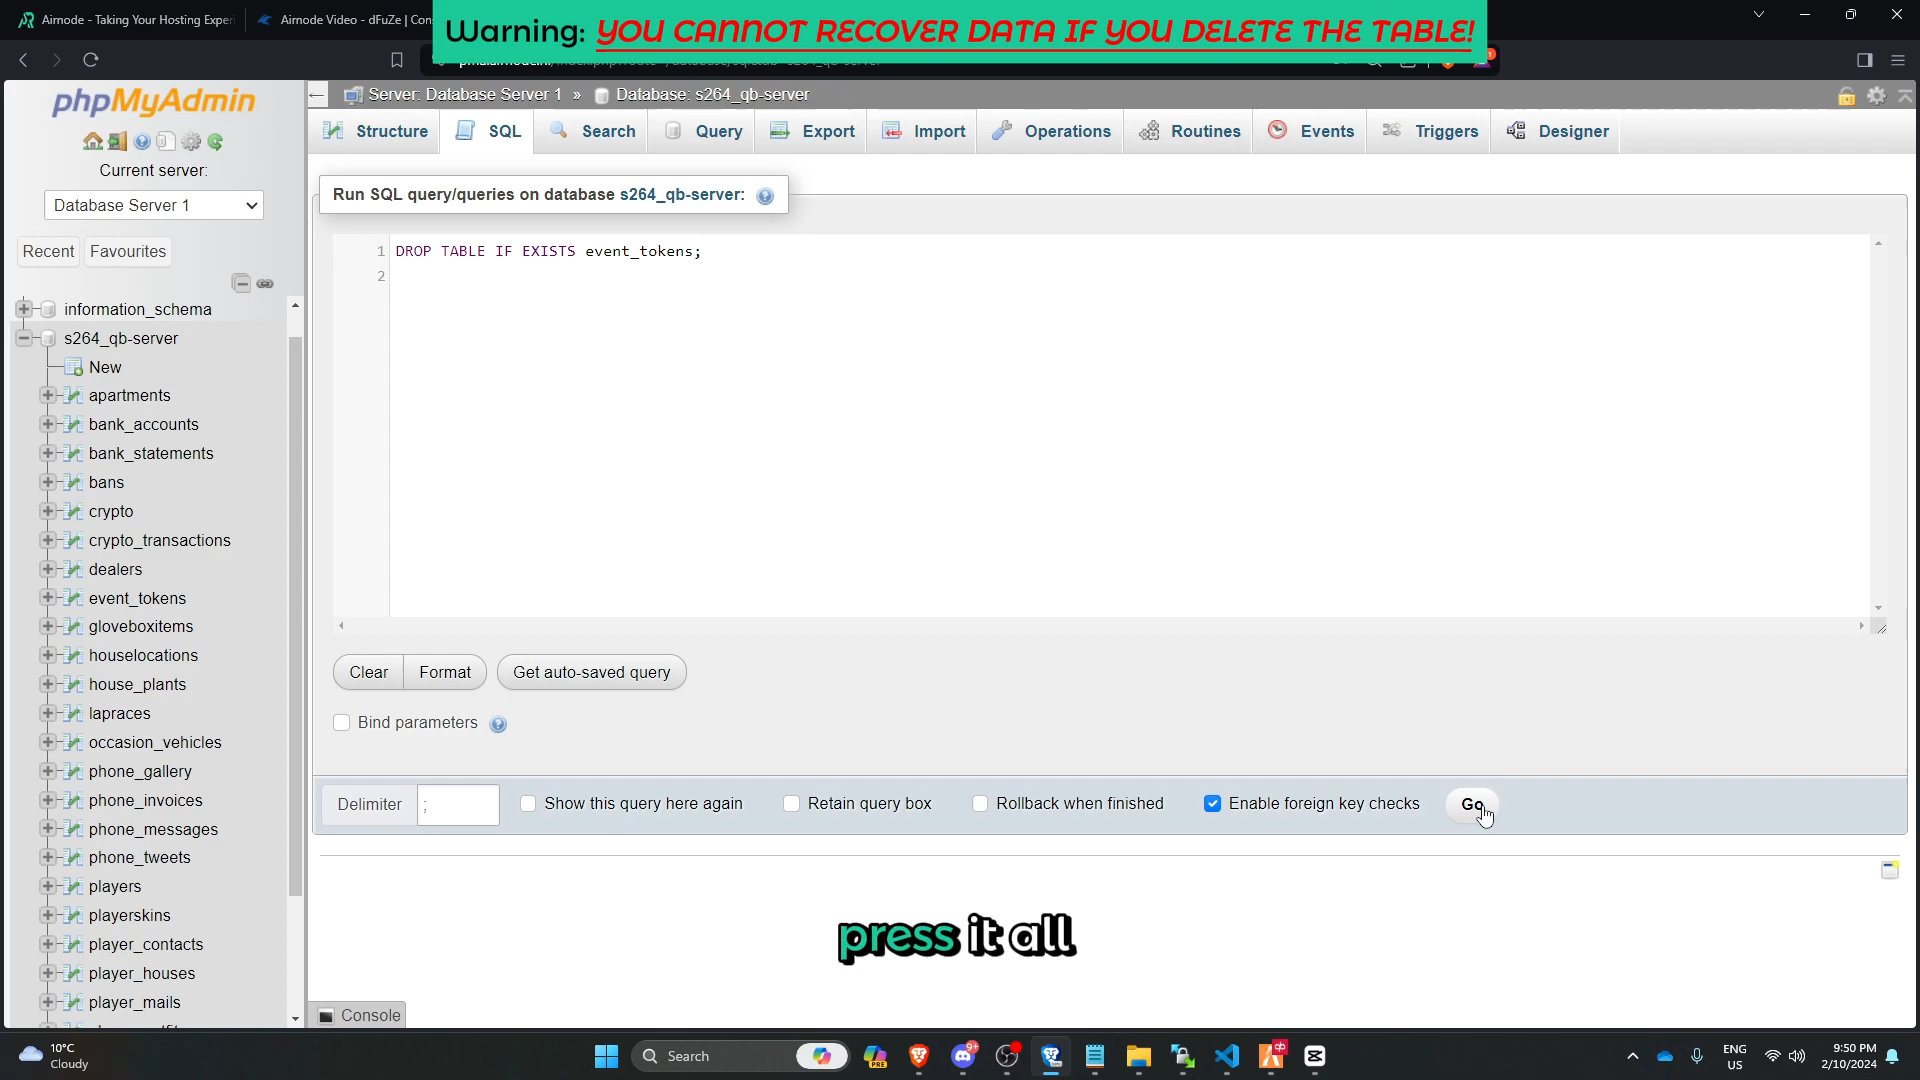 Airnode - Taking Your Hosting Experi
Airnode Video - dFuZe | Con
Warning: YOU CANNOT RECOVER DATA IF YOU DELETE THE TABLE!
phpMyAdmin
Current server:
Database Server 1
Recent
Favourites
information_schema
s264_qb-server
New
apartments
bank_accounts
bank_statements
bans
crypto
crypto_transactions
dealers
event_tokens
gloveboxitems
houselocations
house_plants
lapraces
occasion_vehicles
phone_gallery
phone_invoices
phone_messages
phone_tweets
players
playerskins
player_contacts
player_houses
player_mails
Server: Database Server 1 » Database: s264_qb-server
Structure
SQL
Search
Query
Export
Import
Operations
Routines
Events
Triggers
Designer
Run SQL query/queries on database s264_qb-server:
1 DROP TABLE IF EXISTS event_tokens;
2
Clear
Format
Get auto-saved query
Bind parameters
Delimiter
;
Show this query here again
Retain query box
Rollback when finished
Enable foreign key checks
Go
press it all
Console
10°C
Cloudy
Search
PRE
9+
中
ENG
US
9:50 PM
2/10/2024